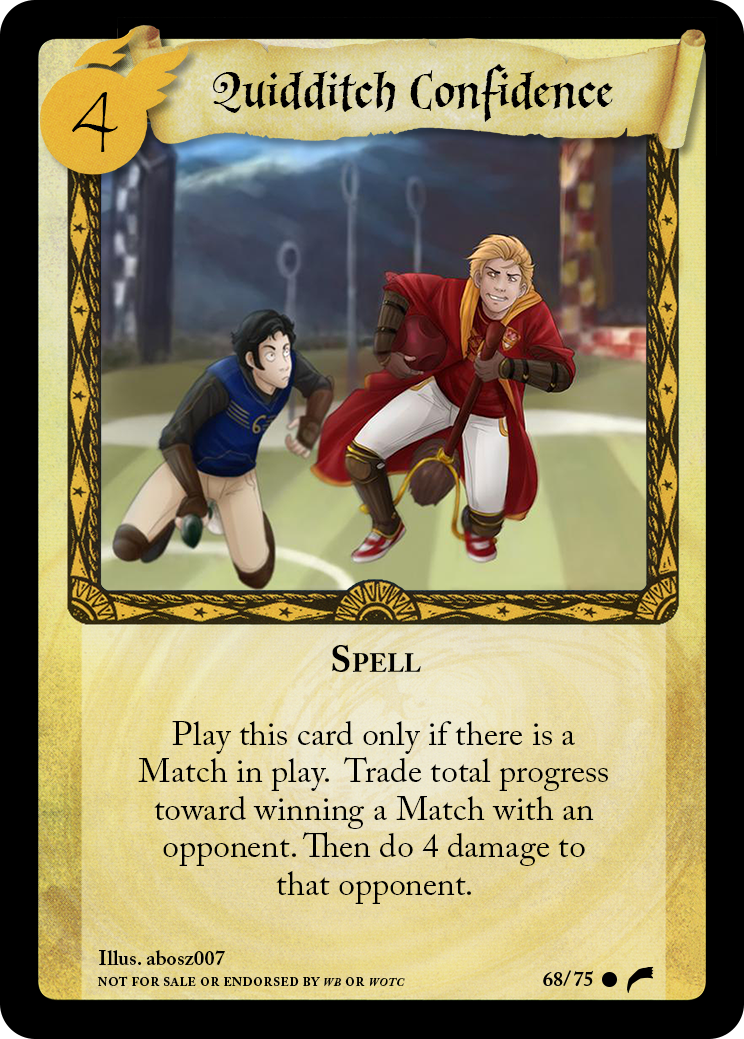 4
Quidditch Confidence
6
SPELL
Play this card only if there is a
Match in play. Trade total progress
toward winning a Match with an
opponent. Then do 4 damage to
that opponent.
Illus. abosz007
NOT FOR SALE OR ENDORSED BY WB OR WOTC
68/75